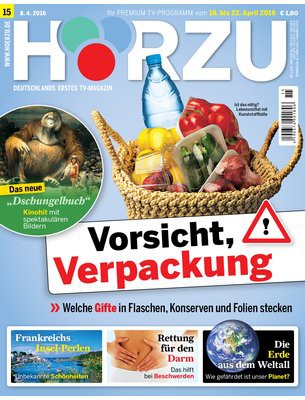 15
8. 4. 2016
Ihr PREMIUM TV-PROGRAMM vom 16. bis 22. April 2016
€ 1,80
WWW.HOERZU.DE
HÖRZU
DEUTSCHLANDS ERSTES TV-MAGAZIN
Ist das nötig?
Lebensmittel mit
Kunststoffhülle
Das neue
„Dschungelbuch“
Kinohit mit
spektakulären
Bildern
Vorsicht,
Verpackung
!
>> Welche Gifte in Flaschen, Konserven und Folien stecken
Frankreichs
Insel-Perlen
Unbekannte Schönheiten
Rettung
für den
Darm
Das hilft
bei Beschwerden
Die
Erde
aus dem Weltall
Wie gefährdet ist unser Planet?